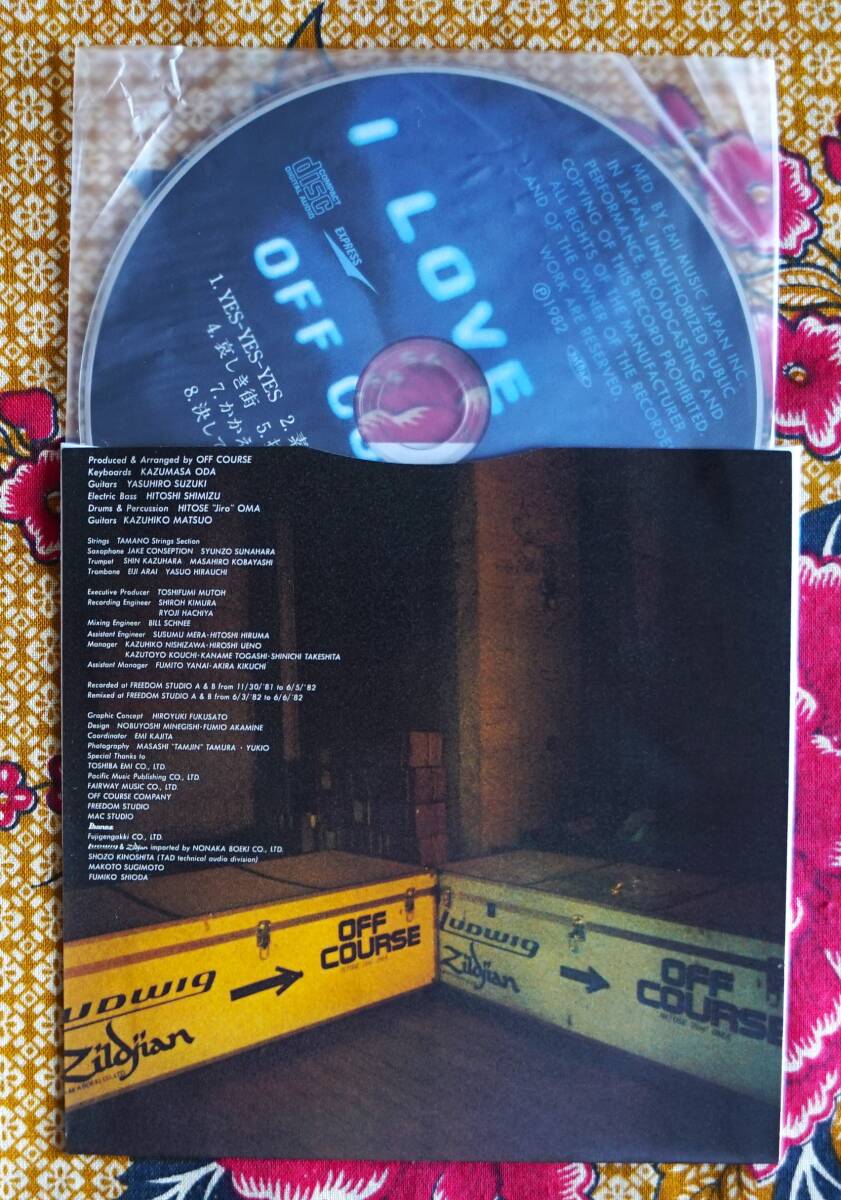 I LOVE
OFF CO
COMPACT
disc
DIGITAL AUDIO
EXPRESS
MFD. BY EMI MUSIC JAPAN INC.
IN JAPAN. UNAUTHORIZED PUBLIC
PERFORMANCE, BROADCASTING AND
COPYING OF THIS RECORD PROHIBITED.
ALL RIGHTS OF THE MANUFACTURER
AND OF THE OWNER OF THE RECORDED
WORK ARE RESERVED.
Ⓟ1982
1. YES-YES-YES 2. 素
4. 哀しき街 5.
7. かかえ
8. 決して
Produced & Arranged by OFF COURSE
Keyboards KAZUMASA ODA
Guitars YASUHIRO SUZUKI
Electric Bass HITOSHI SHIMIZU
Drums & Percussion HITOSE "Jiro" OMA
Guitars KAZUHIKO MATSUO
Strings TAMANO Strings Section
Saxophone JAKE CONSEPTION SYUNZO SUNAHARA
Trumpet SHIN KAZUHARA MASAHIRO KOBAYASHI
Trombone EIJI ARAI YASUO HIRAUCHI
Executive Producer TOSHIFUMI MUTOH
Recording Engineer SHIROH KIMURA
RYOJI HACHIYA
Mixing Engineer BILL SCHNEE
Assistant Engineer SUSUMU MERA·HITOSHI HIRUMA
Manager KAZUHIKO NISHIZAWA·HIROSHI UENO
KAZUTOYO KOUCHI·KANAME TOGASHI·SHINICHI TAKESHITA
Assistant Manager FUMITO YANAI·AKIRA KIKUCHI
Recorded at FREEDOM STUDIO A & B from 11/30/'81 to 6/5/'82
Remixed at FREEDOM STUDIO A & B from 6/3/'82 to 6/6/'82
Graphic Concept HIROYUKI FUKUSATO
Design NOBUYOSHI MINEGISHI·FUMIO AKAMINE
Coordinator EMI KAJITA
Photography MASASHI "TAMJIN" TAMURA · YUKIO
Special Thanks to
TOSHIBA EMI CO., LTD.
Pacific Music Publishing CO., LTD.
FAIRWAY MUSIC CO., LTD.
OFF COURSE COMPANY
FREEDOM STUDIO
MAC STUDIO
Ibanez
Fujigengakki CO., LTD.
Ludwig & Zildjian imported by NONAKA BOEKI CO., LTD.
SHOZO KINOSHITA (TAD technical audio division)
MAKOTO SUGIMOTO
FUMIKO SHIODA
UDWIG
Zildjian
OFF
COURSE
Ludwig
Zildjian
OFF
COURSE